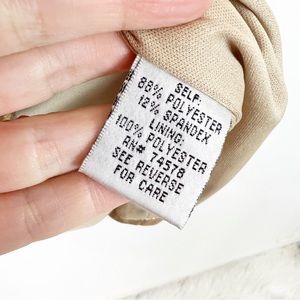 SELF:
88% POLYESTER
12% SPANDEX
LINING:
100% POLYESTER
RN# 74578
SEE REVERSE
FOR CARE